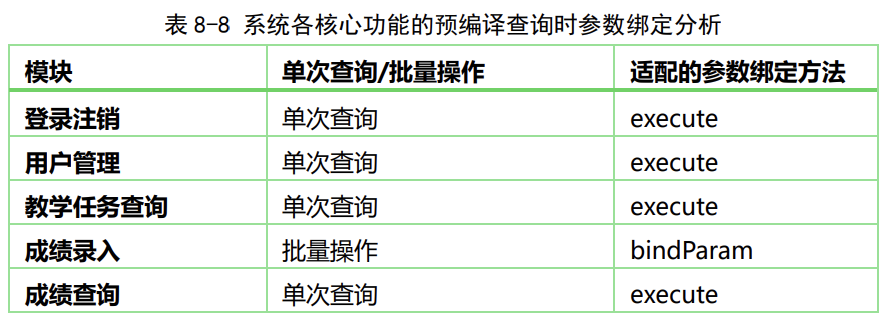 表 8-8 系统各核心功能的预编译查询时参数绑定分析
模块 单次查询/批量操作 适配的参数绑定方法
登录注销 单次查询 execute
用户管理 单次查询 execute
教学任务查询 单次查询 execute
成绩录入 批量操作 bindParam
成绩查询 单次查询 execute